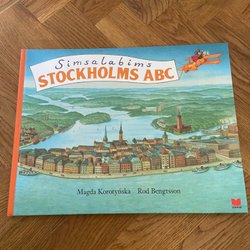 Simsalabims
STOCKHOLMS ABC
Magda Korotyńska Rod Bengtsson